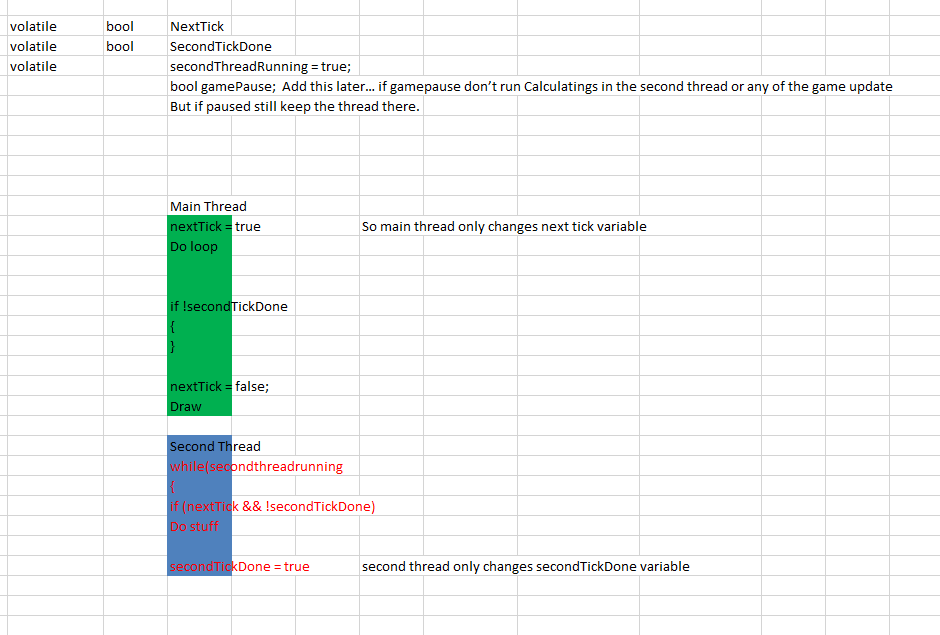 volatile bool NextTick
volatile bool SecondTickDone
volatile secondThreadRunning = true;
bool gamePause; Add this later... if gamepause don't run Calculatings in the second thread or any of the game update
But if paused still keep the thread there.
Main Thread
nextTick = true So main thread only changes next tick variable
Do loop
if !secondTickDone
{
}
nextTick = false;
Draw
Second Thread
while(secondthreadrunning
{
if (nextTick && !secondTickDone)
Do stuff
secondTickDone = true second thread only changes secondTickDone variable